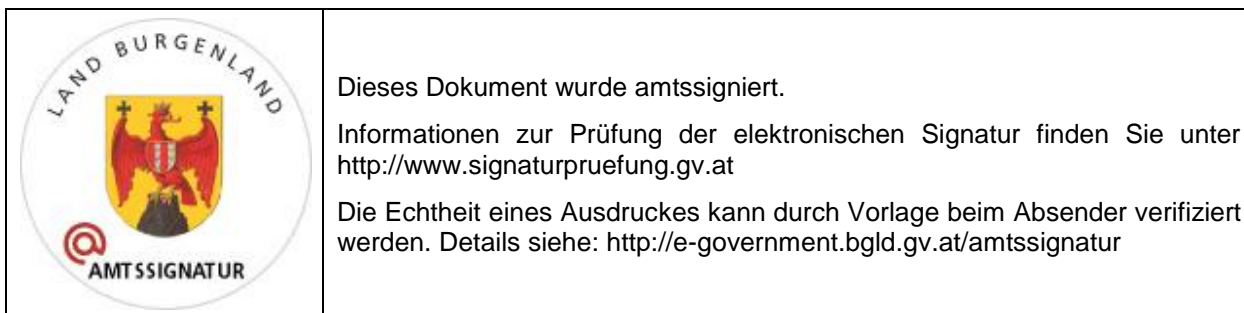 LAND BURGENLAND
@
AMTSSIGNATUR
Dieses Dokument wurde amtssigniert.
Informationen zur Prüfung der elektronischen Signatur finden Sie unter
http://www.signaturpruefung.gv.at
Die Echtheit eines Ausdruckes kann durch Vorlage beim Absender verifiziert
werden. Details siehe: http://e-government.bgld.gv.at/amtssignatur